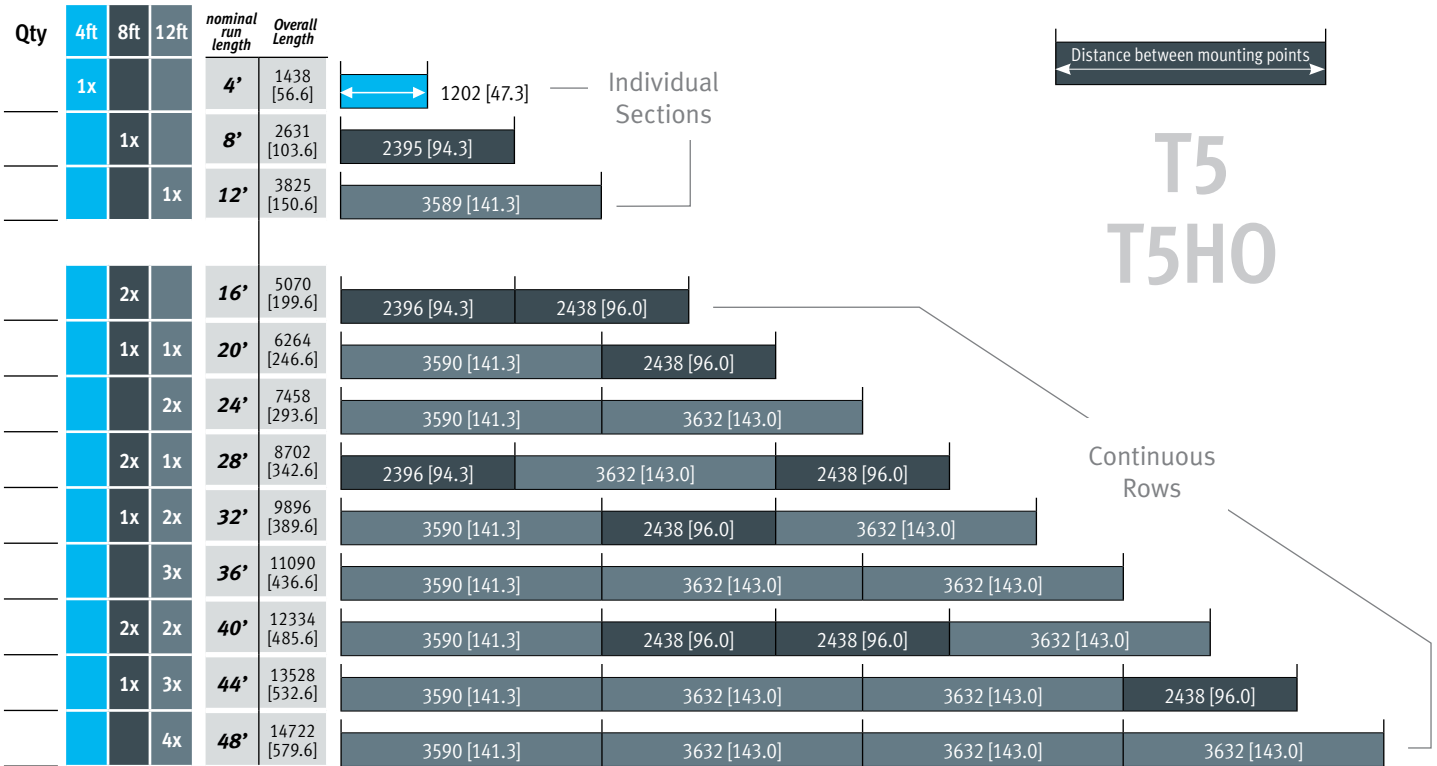 Qty 4ft 8ft 12ft nominal run length Overall Length
Distance between mounting points
1x 4’ 1438 [56.6] 1202 [47.3]
Individual
Sections
1x 8’ 2631 [103.6] 2395 [94.3]
1x 12’ 3825 [150.6] 3589 [141.3]
T5
T5HO
2x 16’ 5070 [199.6] 2396 [94.3] 2438 [96.0]
1x 1x 20’ 6264 [246.6] 3590 [141.3] 2438 [96.0]
2x 24’ 7458 [293.6] 3590 [141.3] 3632 [143.0]
2x 1x 28’ 8702 [342.6] 2396 [94.3] 3632 [143.0] 2438 [96.0]
Continuous
Rows
1x 2x 32’ 9896 [389.6] 3590 [141.3] 2438 [96.0] 3632 [143.0]
3x 36’ 11090 [436.6] 3590 [141.3] 3632 [143.0] 3632 [143.0]
2x 2x 40’ 12334 [485.6] 3590 [141.3] 2438 [96.0] 2438 [96.0] 3632 [143.0]
1x 3x 44’ 13528 [532.6] 3590 [141.3] 3632 [143.0] 3632 [143.0] 2438 [96.0]
4x 48’ 14722 [579.6] 3590 [141.3] 3632 [143.0] 3632 [143.0] 3632 [143.0]